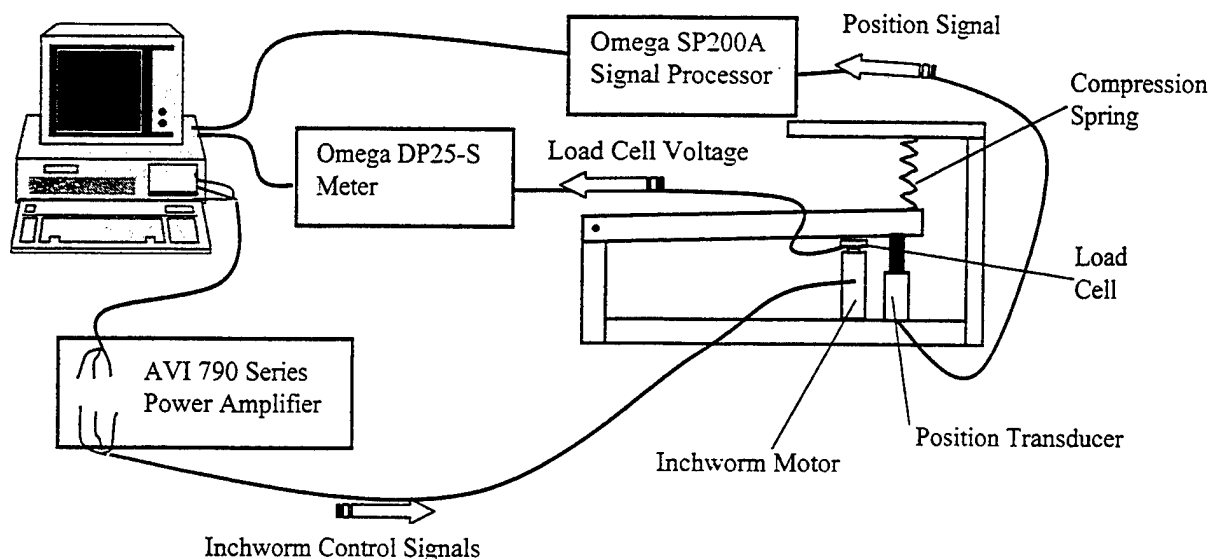 Omega SP200A
Signal Processor
Position Signal
Compression
Spring
Omega DP25-S
Meter
Load Cell Voltage
Load
Cell
AVI 790 Series
Power Amplifier
Position Transducer
Inchworm Motor
Inchworm Control Signals